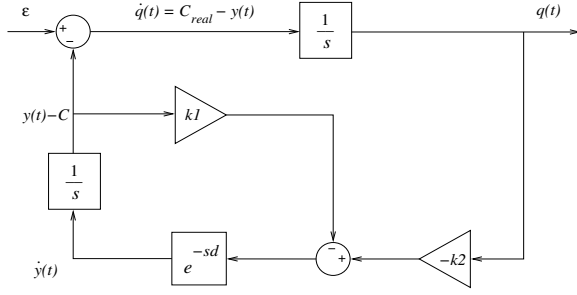 ε
+
−
q̇(t) = C_real − y(t)
1
s
q(t)
y(t)−C
k1
1
s
ẏ(t)
e^−sd
−
+
−k2